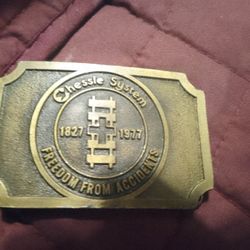 Chessie System
1827 1977
FREEDOM FROM ACCIDENTS